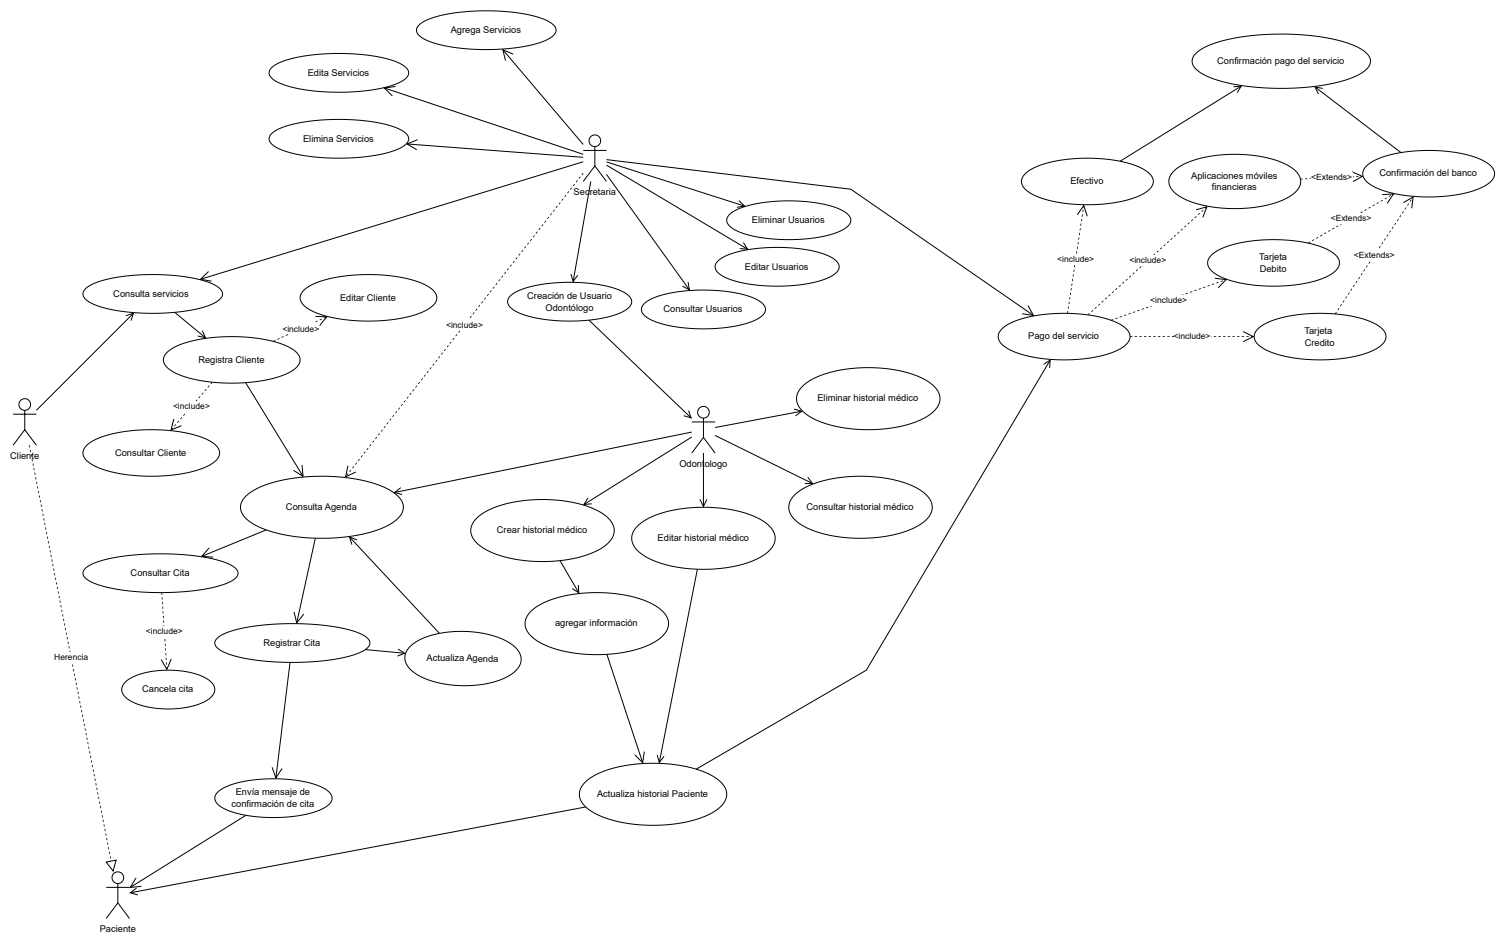 Agrega Servicios
Edita Servicios
Elimina Servicios
Secretaria
Confirmación pago del servicio
Efectivo
Aplicaciones móviles
financieras
<Extends>
Confirmación del banco
Eliminar Usuarios
<Extends>
Editar Usuarios
<include>
<include>
Tarjeta
Debito
<Extends>
Consulta servicios
Editar Cliente
Creación de Usuario
Odontólogo
Consultar Usuarios
<include>
<include>
<include>
Registra Cliente
Pago del servicio
<include>
Tarjeta
Credito
<include>
Consultar Cliente
Cliente
Eliminar historial médico
Odontologo
Consulta Agenda
Crear historial médico
Editar historial médico
Consultar historial médico
Consultar Cita
<include>
Registrar Cita
Actualiza Agenda
agregar información
Herencia
Cancela cita
Envía mensaje de
confirmación de cita
Actualiza historial Paciente
Paciente